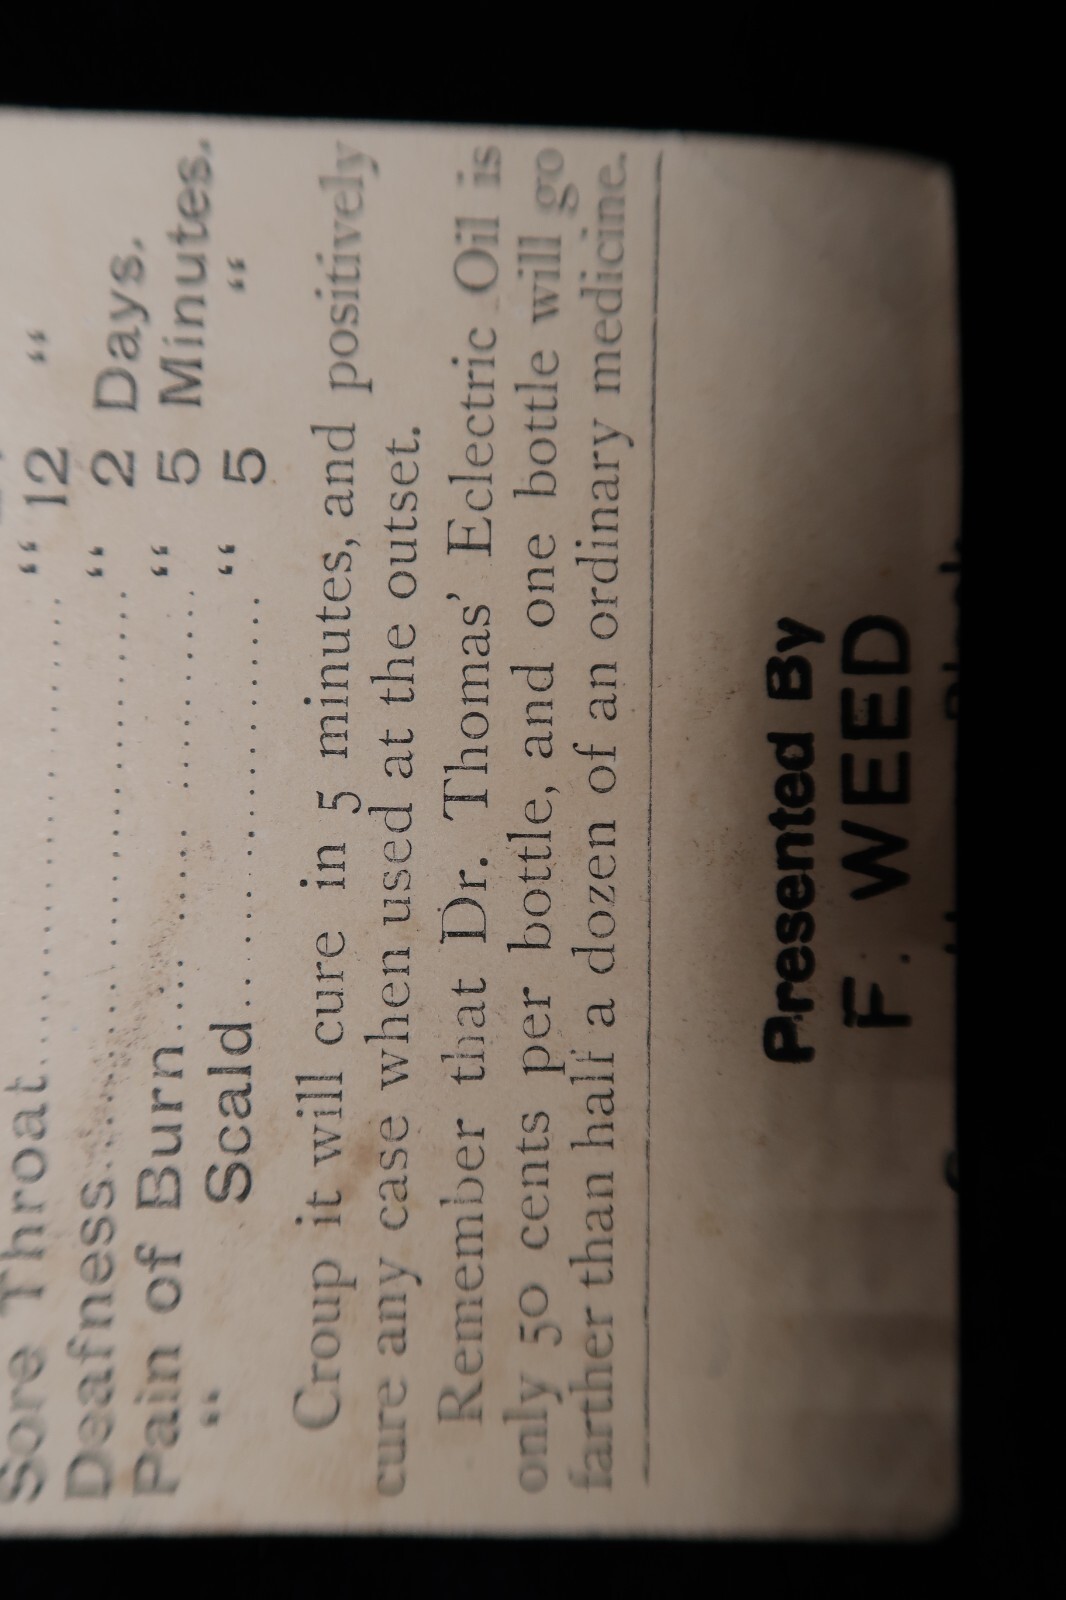 Sore Throat.................... “ 12 “
Deafness........................ “ 2 Days.
Pain of Burn................... “ 5 Minutes.
“ Scald....................... “ 5 “
Croup it will cure in 5 minutes, and positively
cure any case when used at the outset.
Remember that Dr. Thomas’ Eclectric Oil is
only 50 cents per bottle, and one bottle will go
farther than half a dozen of an ordinary medicine.
Presented By
F. WEED